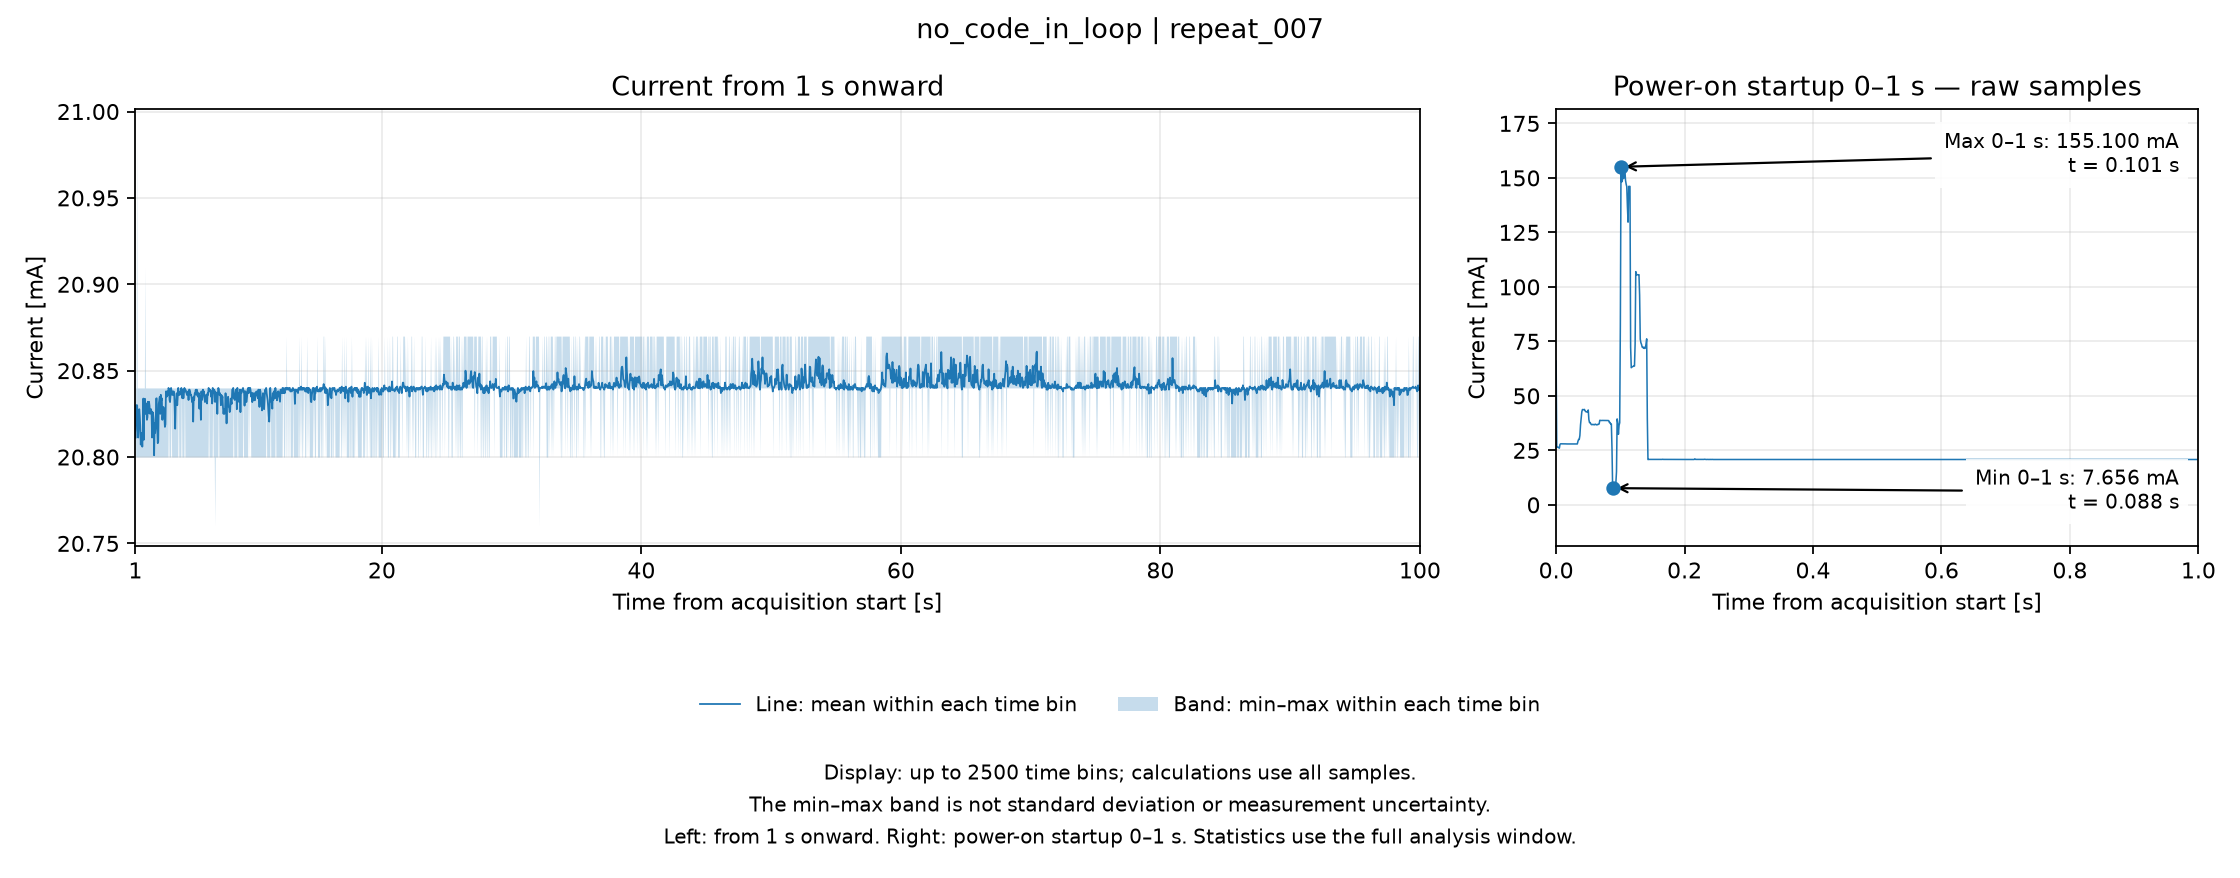 no_code_in_loop | repeat_007
Current from 1 s onward
Current [mA]
21.00
20.95
20.90
20.85
20.80
20.75
1
20
40
60
80
100
Time from acquisition start [s]
Power-on startup 0–1 s — raw samples
Current [mA]
175
150
125
100
75
50
25
0
Max 0–1 s: 155.100 mA
t = 0.101 s
Min 0–1 s: 7.656 mA
t = 0.088 s
0.0
0.2
0.4
0.6
0.8
1.0
Time from acquisition start [s]
Line: mean within each time bin
Band: min–max within each time bin
Display: up to 2500 time bins; calculations use all samples.
The min–max band is not standard deviation or measurement uncertainty.
Left: from 1 s onward. Right: power-on startup 0–1 s. Statistics use the full analysis window.